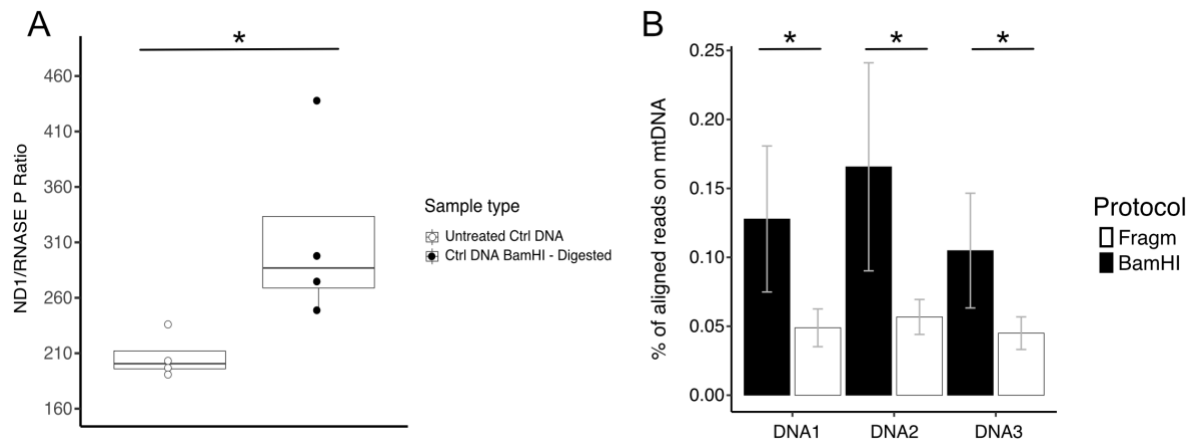 A
*
460
410
360
310
260
210
160
ND1/RNASE P Ratio
Sample type
Untreated Ctrl DNA
Ctrl DNA BamHI - Digested
B
* * *
0.25
0.20
0.15
0.10
0.05
0.00
% of aligned reads on mtDNA
DNA1 DNA2 DNA3
Protocol
Fragm
BamHI